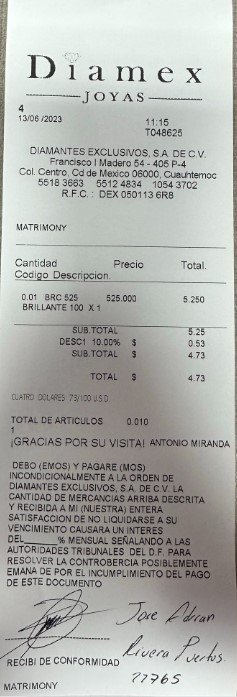 Diamex
JOYAS
4
13/06/2023 11:15
T048625
DIAMANTES EXCLUSIVOS, S.A. DE C.V.
Francisco I Madero 54 - 405 P-4
Col. Centro, Cd de Mexico 06000, Cuauhtemoc
5518 3663 5512 4834 1054 3702
R.F.C.: DEX 050113 6R8
MATRIMONY
Cantidad Precio Total.
Codigo Descripcion.
0.01 BRC 525 525.000 5.250
BRILLANTE 100 X 1
SUB.TOTAL 5.25
DESC1 10.00% $ 0.53
SUB.TOTAL $ 4.73
TOTAL $ 4.73
CUATRO DOLARES 73/100 U.S.D.
TOTAL DE ARTICULOS 0.010
1
¡GRACIAS POR SU VISITA! ANTONIO MIRANDA
DEBO (EMOS) Y PAGARE (MOS)
INCONDICIONALMENTE A LA ORDEN DE
DIAMANTES EXCLUSIVOS, S.A. DE C.V. LA
CANTIDAD DE MERCANCIAS ARRIBA DESCRITA
Y RECIBIDA A MI (NUESTRA) ENTERA
SATISFACCION DE NO LIQUIDARSE A SU
VENCIMIENTO CAUSARA UN INTERES
DEL______% MENSUAL SEÑALANDO A LAS
AUTORIDADES TRIBUNALES DEL D.F. PARA
RESOLVER LA CONTROBERCIA POSIBLEMENTE
EMANA DE POR EL INCUMPLIMIENTO DEL PAGO
DE ESTE DOCUMENTO
Jose Adrian
Rivera Puertos.
RECIBI DE CONFORMIDAD
77765
MATRIMONY